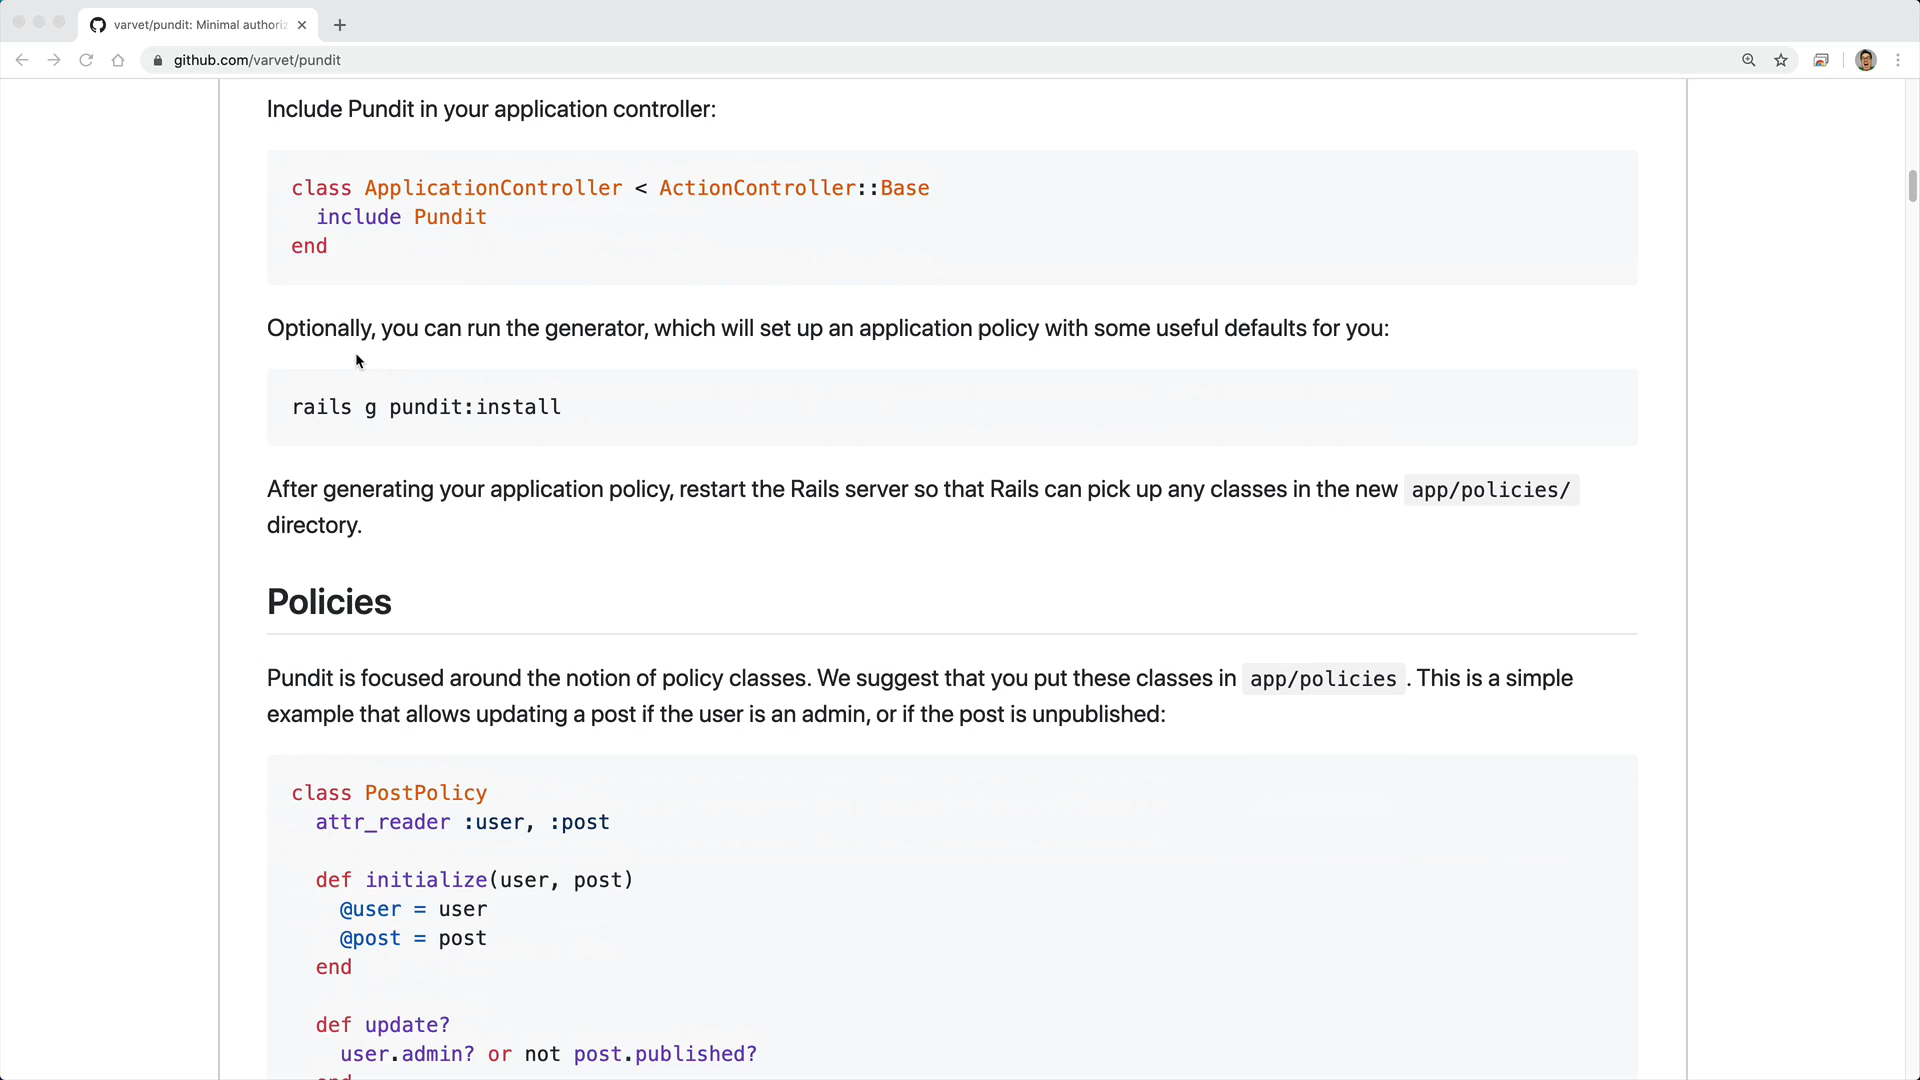 varvet/pundit: Minimal authoriz
github.com/varvet/pundit
Include Pundit in your application controller:
class ApplicationController < ActionController::Base
  include Pundit
end
Optionally, you can run the generator, which will set up an application policy with some useful defaults for you:
rails g pundit:install
After generating your application policy, restart the Rails server so that Rails can pick up any classes in the new app/policies/
directory.
Policies
Pundit is focused around the notion of policy classes. We suggest that you put these classes in app/policies . This is a simple
example that allows updating a post if the user is an admin, or if the post is unpublished:
class PostPolicy
  attr_reader :user, :post
  def initialize(user, post)
    @user = user
    @post = post
  end
  def update?
    user.admin? or not post.published?
  end